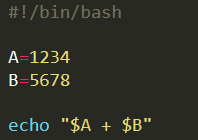 #!/bin/bash
A=1234
B=5678
echo "$A + $B"